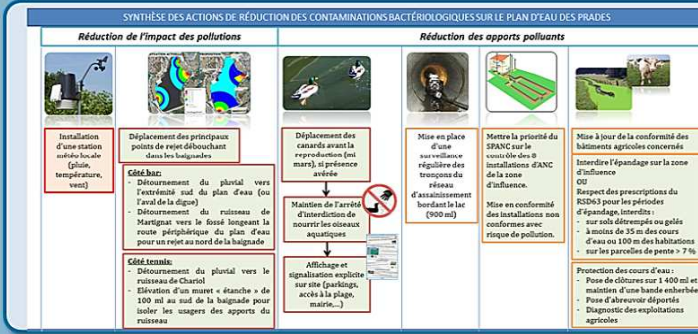 SYNTHÈSE DES ACTIONS DE RÉDUCTION DES CONTAMINATIONS BACTÉRIOLOGIQUES SUR LE PLAN D'EAU DES PRADES
Réduction de l'impact des pollutions
Réduction des apports polluants
Installation
d'une station
météo locale
(pluie,
température,
vent)
Déplacement des principaux
points de rejet débouchant
dans les baignades
Côté bar:
- Détournement du pluvial vers
l'extrémité sud du plan d'eau (ou
l'aval de la digue)
- Détournement du ruisseau de
Martignat vers le fossé longeant la
route périphérique du plan d'eau
pour un rejet au nord de la baignade
Côté tennis:
- Détournement du pluvial vers le
ruisseau de Chariol
- Elévation d'un muret « étanche » de
100 ml au sud de la baignade pour
isoler les usagers des apports du
ruisseau
Déplacement des
canards avant la
reproduction (mi
mars), si présence
avérée
Maintien de l'arrêté
d'interdiction de
nourrir les oiseaux
aquatiques
Affichage et
signalisation explicite
sur site (parkings,
accès à la plage,
mairie,...)
Mise en place
d'une
surveillance
régulière des
tronçons du
réseau
d'assainissement
bordant le lac
(900 ml)
Mettre la priorité du
SPANC sur le
contrôle des 8
installations d'ANC
de la zone
d'influence.
Mise en conformité
des installations non
conformes avec
risque de pollution.
Mise à jour de la conformité des
bâtiments agricoles concernés
Interdire l'épandage sur la zone
d'influence
OU
Respect des prescriptions du
RSD63 pour les périodes
d'épandage, interdits :
- sur sols détrempés ou gelés
- à moins de 35 m des cours
d'eau ou 100 m des habitations
- sur les parcelles de pente > 7 %
Protection des cours d'eau :
- Pose de clôtures sur 1 400 ml et
maintien d'une bande enherbée
- Pose d'abreuvoir déportés
- Diagnostic des exploitations
agricoles